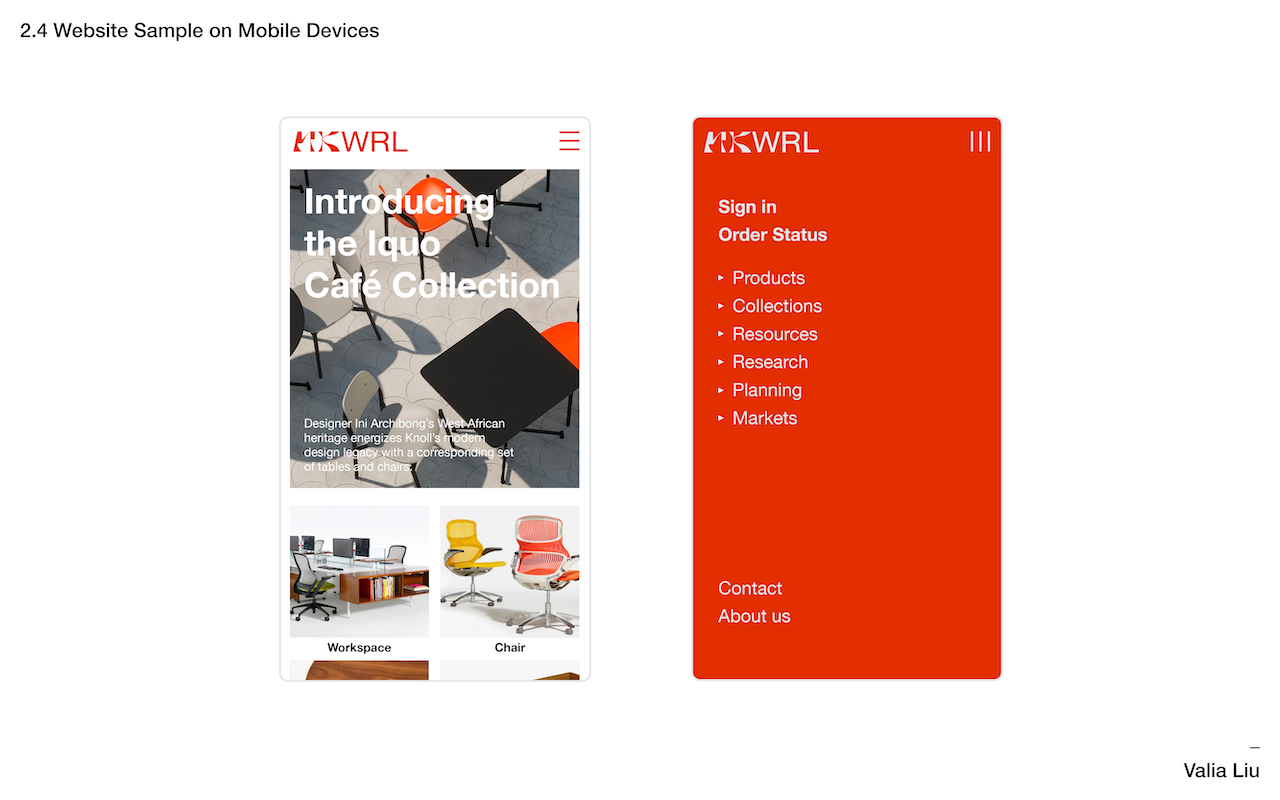 2.4 Website Sample on Mobile Devices
HKWRL
Introducing
the Iquo
Café Collection
Designer Ini Archibong's West African
heritage energizes Knoll's modern
design legacy with a corresponding set
of tables and chairs.
Workspace
Chair
HKWRL
Sign in
Order Status
Products
Collections
Resources
Research
Planning
Markets
Contact
About us
Valia Liu